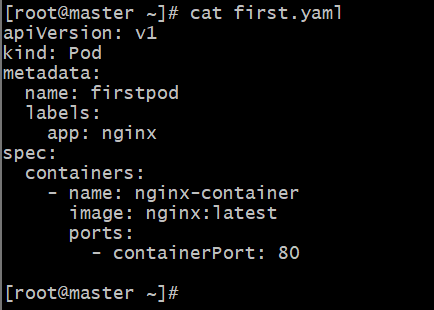 [root@master ~]# cat first.yaml
apiVersion: v1
kind: Pod
metadata:
  name: firstpod
  labels:
    app: nginx
spec:
  containers:
    - name: nginx-container
      image: nginx:latest
      ports:
        - containerPort: 80

[root@master ~]#